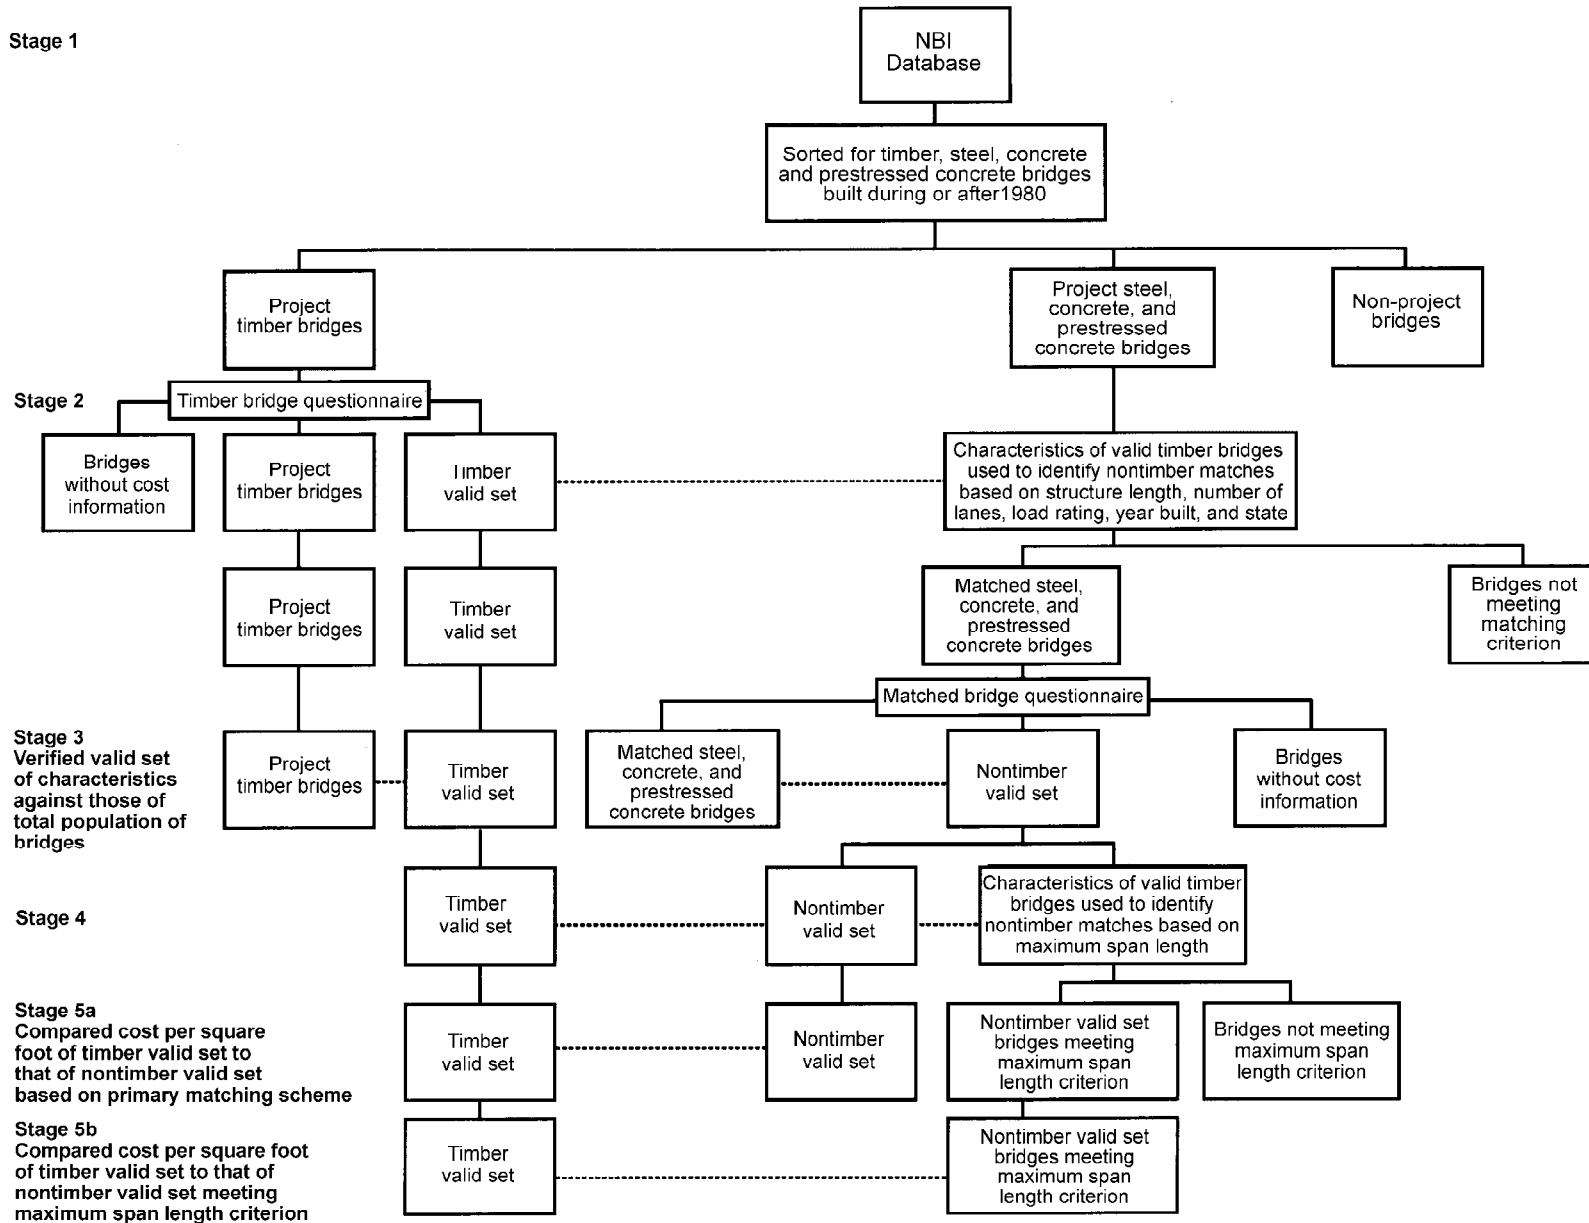 Stage 1
NBI
Database
Sorted for timber, steel, concrete
and prestressed concrete bridges
built during or after1980
Project
timber bridges
Project steel,
concrete, and
prestressed
concrete bridges
Non-project
bridges
Stage 2
Timber bridge questionnaire
Bridges
without cost
information
Project
timber bridges
Timber
valid set
Characteristics of valid timber bridges
used to identify nontimber matches
based on structure length, number of
lanes, load rating, year built, and state
Project
timber bridges
Timber
valid set
Matched steel,
concrete, and
prestressed
concrete bridges
Bridges not
meeting
matching
criterion
Matched bridge questionnaire
Stage 3
Verified valid set
of characteristics
against those of
total population of
bridges
Project
timber bridges
Timber
valid set
Matched steel,
concrete, and
prestressed
concrete bridges
Nontimber
valid set
Bridges
without cost
information
Stage 4
Timber
valid set
Nontimber
valid set
Characteristics of valid timber
bridges used to identify
nontimber matches based on
maximum span length
Stage 5a
Compared cost per square
foot of timber valid set to
that of nontimber valid set
based on primary matching scheme
Timber
valid set
Nontimber
valid set
Nontimber valid set
bridges meeting
maximum span
length criterion
Bridges not meeting
maximum span
length criterion
Stage 5b
Compared cost per square foot
of timber valid set to that of
nontimber valid set meeting
maximum span length criterion
Timber
valid set
Nontimber valid set
bridges meeting
maximum span
length criterion